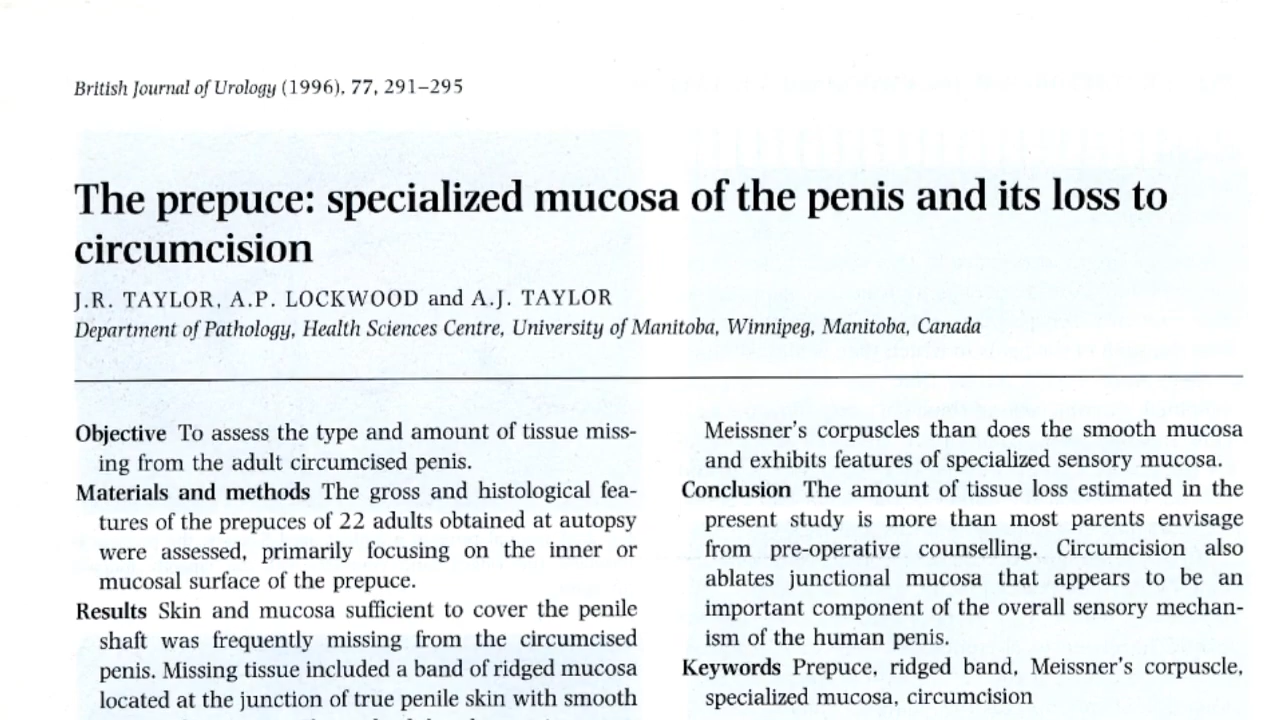 British Journal of Urology (1996), 77, 291–295
The prepuce: specialized mucosa of the penis and its loss to
circumcision
J.R. TAYLOR, A.P. LOCKWOOD and A.J. TAYLOR
Department of Pathology, Health Sciences Centre, University of Manitoba, Winnipeg, Manitoba, Canada
Objective To assess the type and amount of tissue miss-
ing from the adult circumcised penis.
Materials and methods The gross and histological fea-
tures of the prepuces of 22 adults obtained at autopsy
were assessed, primarily focusing on the inner or
mucosal surface of the prepuce.
Results Skin and mucosa sufficient to cover the penile
shaft was frequently missing from the circumcised
penis. Missing tissue included a band of ridged mucosa
located at the junction of true penile skin with smooth
Meissner's corpuscles than does the smooth mucosa
and exhibits features of specialized sensory mucosa.
Conclusion The amount of tissue loss estimated in the
present study is more than most parents envisage
from pre-operative counselling. Circumcision also
ablates junctional mucosa that appears to be an
important component of the overall sensory mechan-
ism of the human penis.
Keywords Prepuce, ridged band, Meissner's corpuscle,
specialized mucosa, circumcision